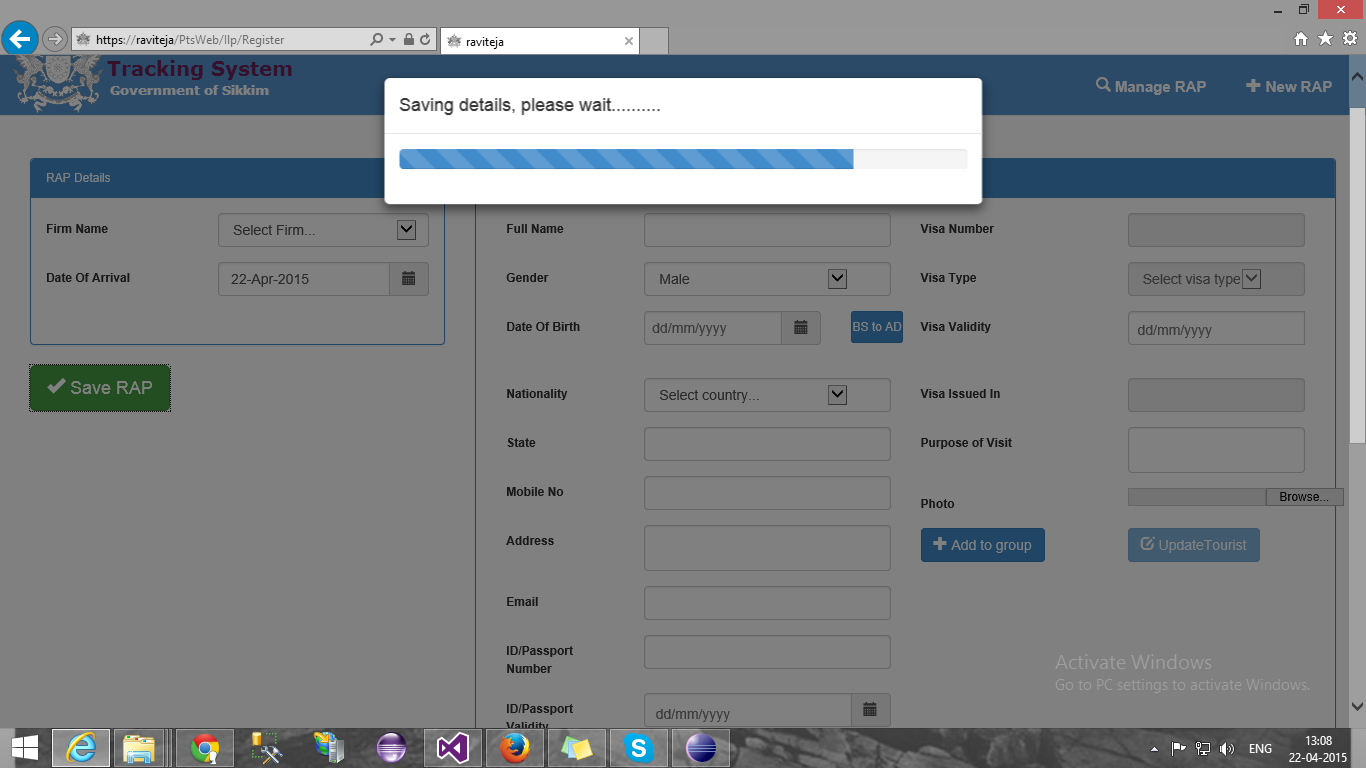 https://raviteja/PtsWeb/Ilp/Register
raviteja
Tracking System
Government of Sikkim
Manage RAP
New RAP
Saving details, please wait..........
RAP Details
Firm Name
Select Firm...
Date Of Arrival
22-Apr-2015
Save RAP
Full Name
Visa Number
Gender
Male
Visa Type
Select visa type
Date Of Birth
dd/mm/yyyy
BS to AD
Visa Validity
dd/mm/yyyy
Nationality
Select country...
Visa Issued In
State
Purpose of Visit
Mobile No
Photo
Browse...
Address
Add to group
UpdateTourist
Email
ID/Passport
Number
ID/Passport
Validity
dd/mm/yyyy
Activate Windows
Go to PC settings to activate Windows.
ENG
13:08
22-04-2015